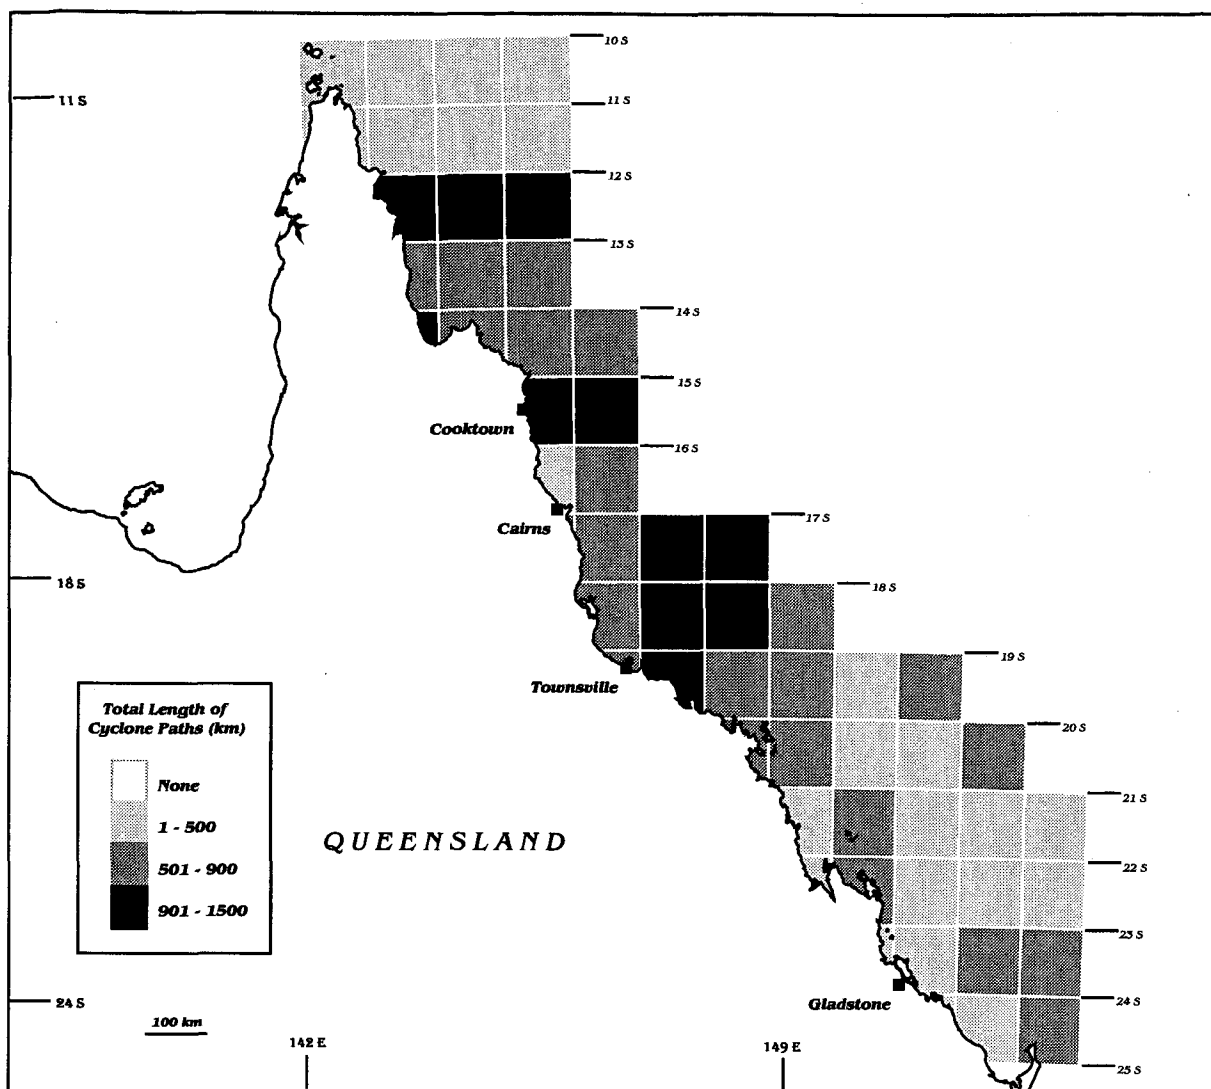 10 S
11 S
11 S
12 S
13 S
14 S
15 S
Cooktown
16 S
Cairns
17 S
18 S
18 S
19 S
Townsville
Total Length of
Cyclone Paths (km)
20 S
None
21 S
1 - 500
QUEENSLAND
22 S
501 - 900
901 - 1500
23 S
24 S
24 S
Gladstone
100 km
142 E
149 E
25 S